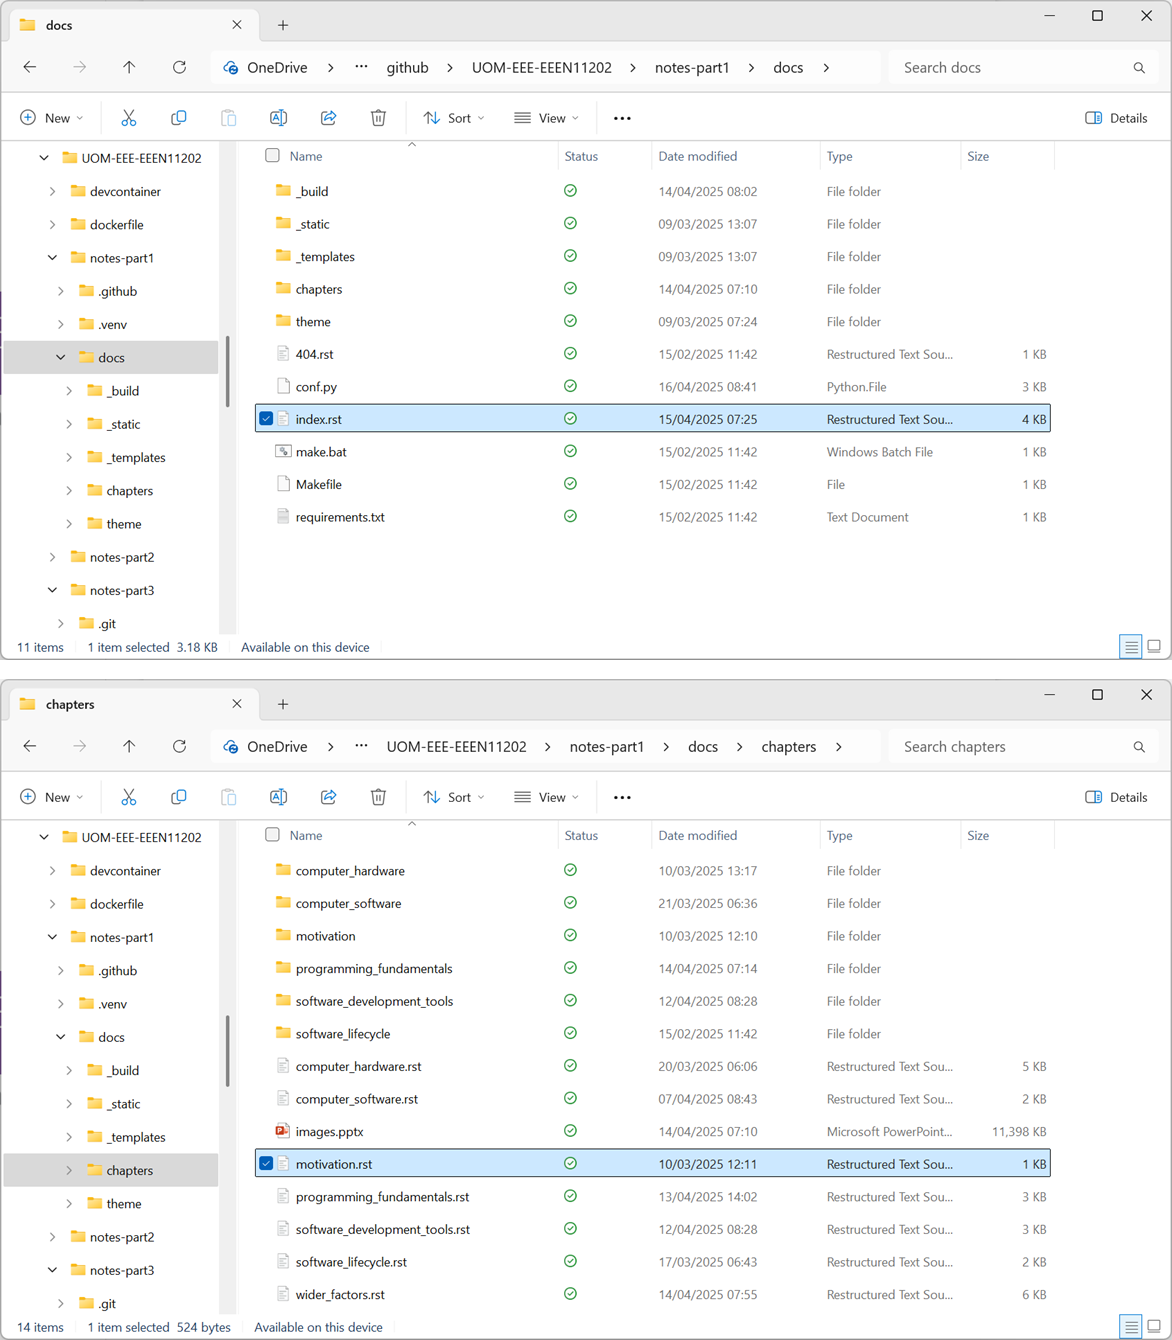 docs
OneDrive > ... github > UOM-EEE-EEEN11202 > notes-part1 > docs > Search docs
New Sort View ... Details
UOM-EEE-EEEN11202 Name Status Date modified Type Size
devcontainer _build 14/04/2025 08:02 File folder
dockerfile _static 09/03/2025 13:07 File folder
notes-part1 _templates 09/03/2025 13:07 File folder
.github chapters 14/04/2025 07:10 File folder
.venv theme 09/03/2025 07:24 File folder
docs 404.rst 15/02/2025 11:42 Restructured Text Sou... 1 KB
_build conf.py 16/04/2025 08:41 Python.File 3 KB
_static index.rst 15/04/2025 07:25 Restructured Text Sou... 4 KB
_templates make.bat 15/02/2025 11:42 Windows Batch File 1 KB
chapters Makefile 15/02/2025 11:42 File 1 KB
theme requirements.txt 15/02/2025 11:42 Text Document 1 KB
notes-part2
notes-part3
.git
11 items 1 item selected 3.18 KB Available on this device
chapters
OneDrive > ... UOM-EEE-EEEN11202 > notes-part1 > docs > chapters > Search chapters
New Sort View ... Details
UOM-EEE-EEEN11202 Name Status Date modified Type Size
devcontainer computer_hardware 10/03/2025 13:17 File folder
dockerfile computer_software 21/03/2025 06:36 File folder
notes-part1 motivation 10/03/2025 12:10 File folder
.github programming_fundamentals 14/04/2025 07:14 File folder
.venv software_development_tools 12/04/2025 08:28 File folder
docs software_lifecycle 15/02/2025 11:42 File folder
_build computer_hardware.rst 20/03/2025 06:06 Restructured Text Sou... 5 KB
_static computer_software.rst 07/04/2025 08:43 Restructured Text Sou... 2 KB
_templates images.pptx 14/04/2025 07:10 Microsoft PowerPoint... 11,398 KB
chapters motivation.rst 10/03/2025 12:11 Restructured Text Sou... 1 KB
theme programming_fundamentals.rst 13/04/2025 14:02 Restructured Text Sou... 3 KB
notes-part2 software_development_tools.rst 12/04/2025 08:28 Restructured Text Sou... 3 KB
notes-part3 software_lifecycle.rst 17/03/2025 06:43 Restructured Text Sou... 2 KB
.git wider_factors.rst 14/04/2025 07:55 Restructured Text Sou... 6 KB
14 items 1 item selected 524 bytes Available on this device